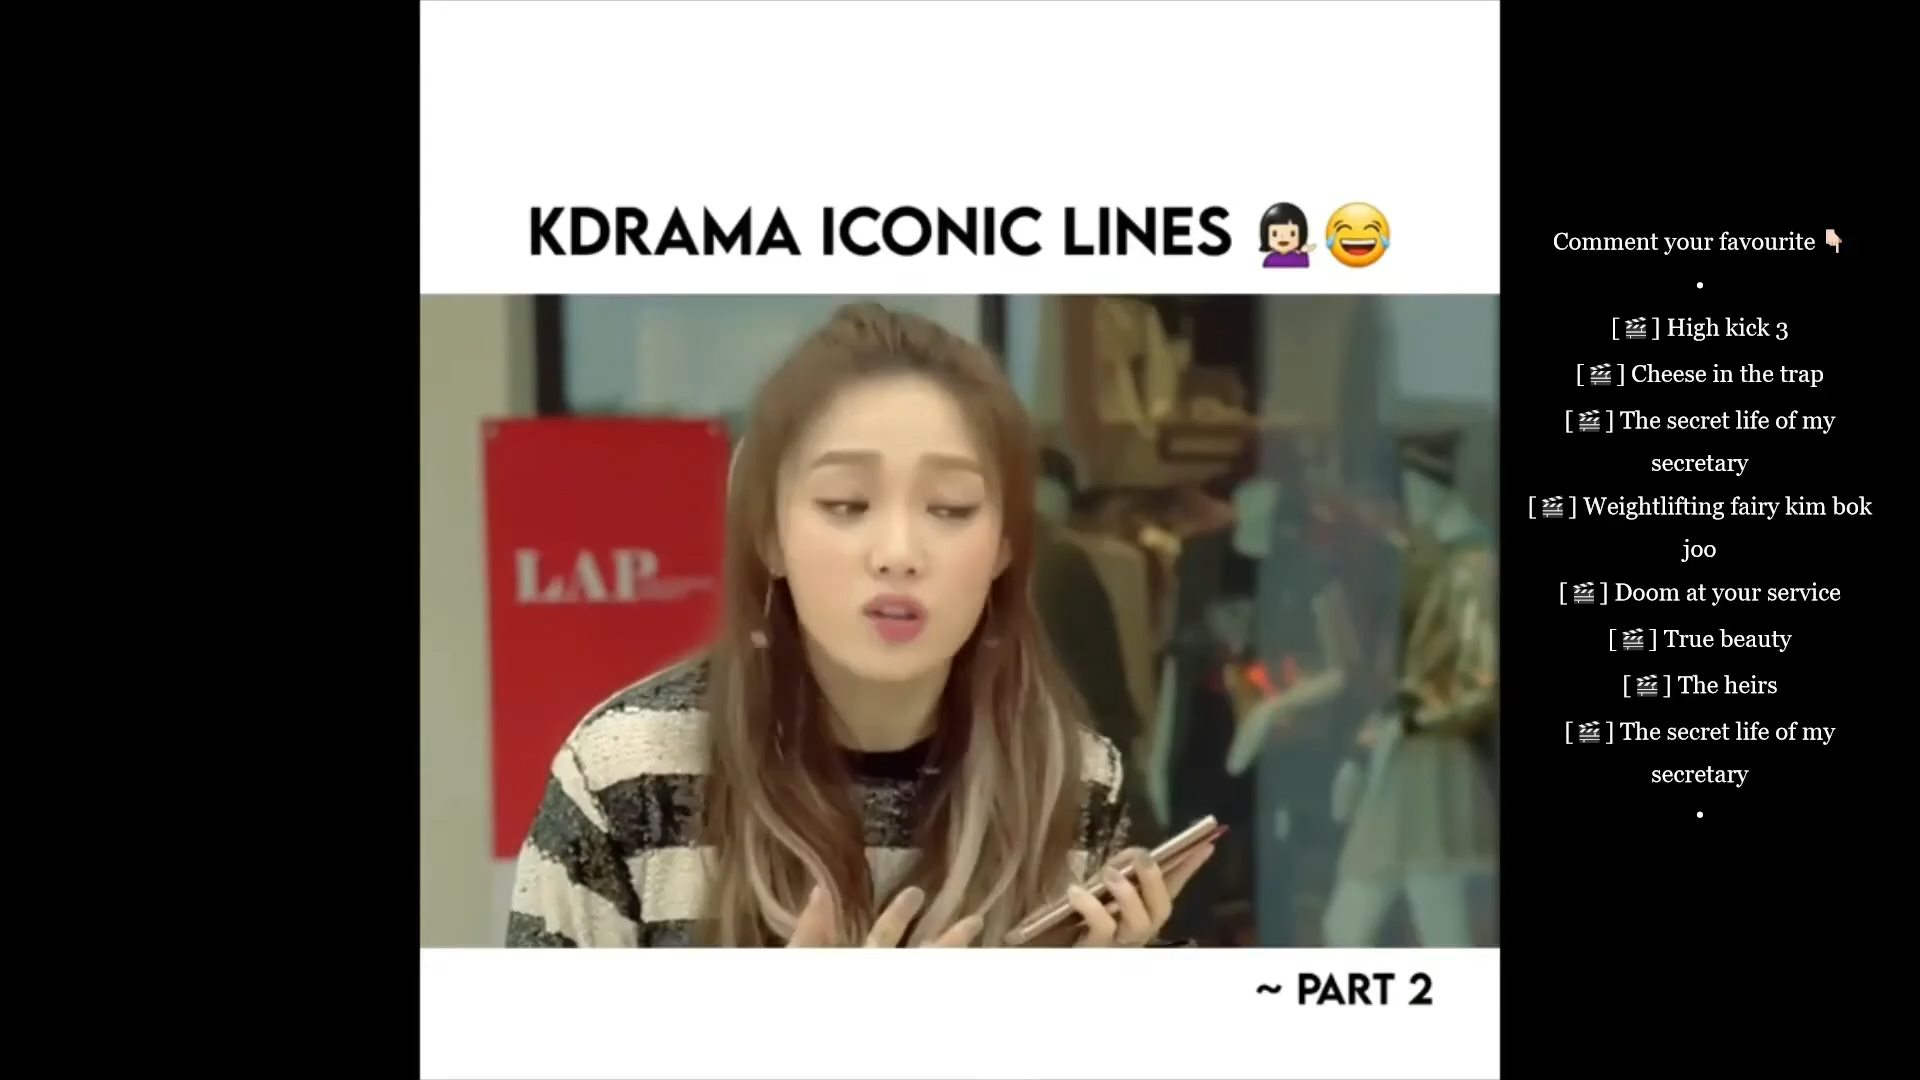 KDRAMA ICONIC LINES 💁🏻‍♀️😂
LAP
~ PART 2
Comment your favourite 👇🏻
•
[🎬] High kick 3
[🎬] Cheese in the trap
[🎬] The secret life of my
secretary
[🎬] Weightlifting fairy kim bok
joo
[🎬] Doom at your service
[🎬] True beauty
[🎬] The heirs
[🎬] The secret life of my
secretary
•